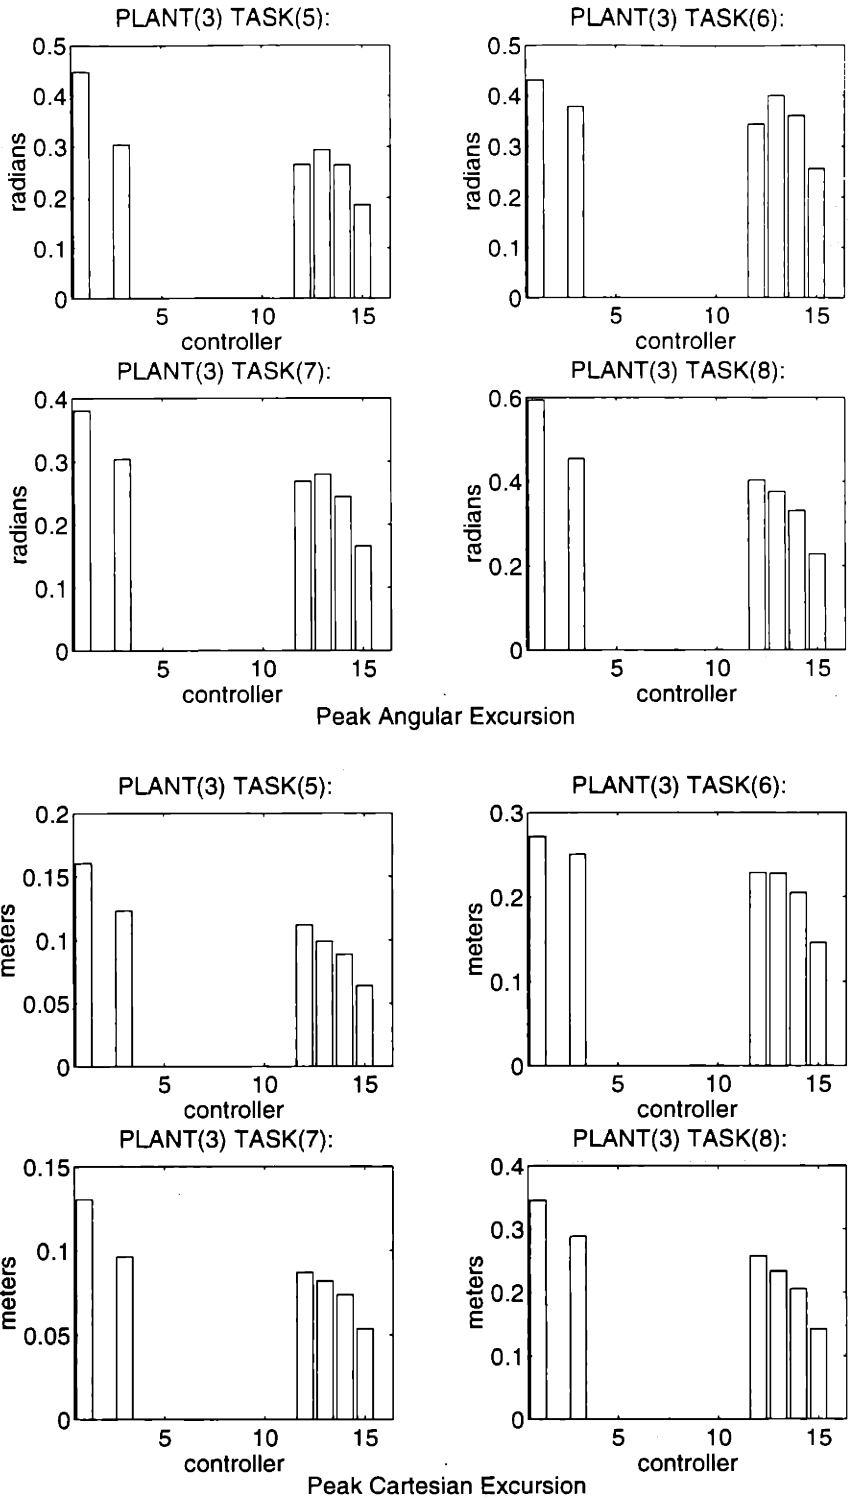 PLANT(3) TASK(5):
0.5
0.4
0.3
0.2
0.1
0
radians
5 10 15
controller
PLANT(3) TASK(6):
0.5
0.4
0.3
0.2
0.1
0
radians
5 10 15
controller
PLANT(3) TASK(7):
0.4
0.3
0.2
0.1
0
radians
5 10 15
controller
PLANT(3) TASK(8):
0.6
0.4
0.2
0
radians
5 10 15
controller
Peak Angular Excursion
PLANT(3) TASK(5):
0.2
0.15
0.1
0.05
0
meters
5 10 15
controller
PLANT(3) TASK(6):
0.3
0.2
0.1
0
meters
5 10 15
controller
PLANT(3) TASK(7):
0.15
0.1
0.05
0
meters
5 10 15
controller
PLANT(3) TASK(8):
0.4
0.3
0.2
0.1
0
meters
5 10 15
controller
Peak Cartesian Excursion